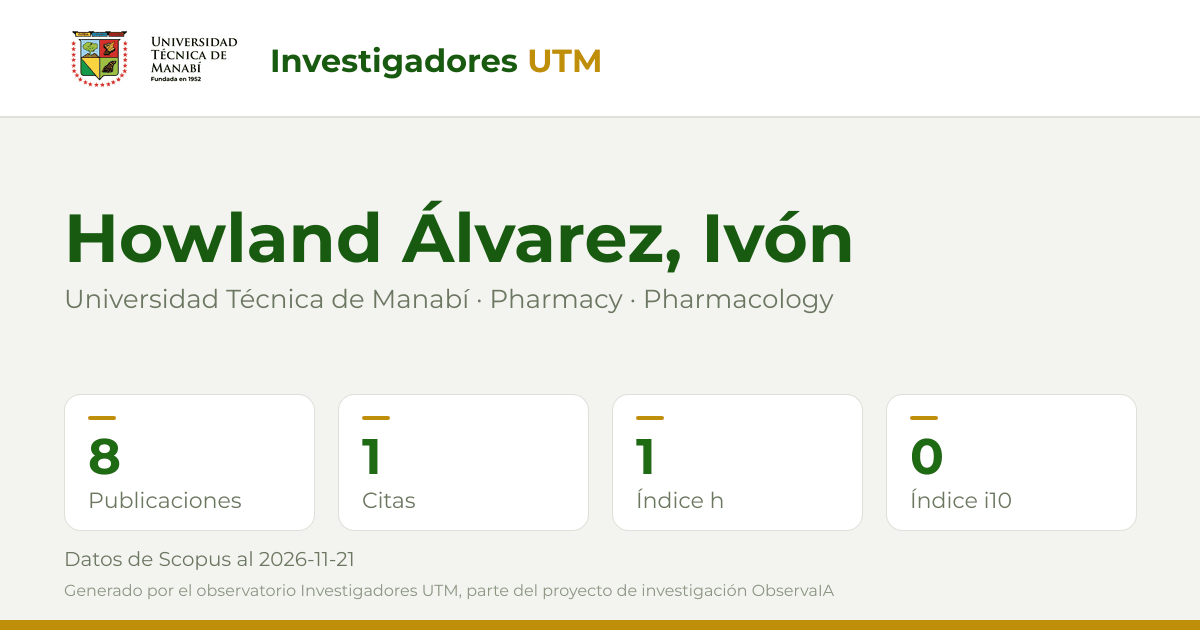 UNIVERSIDAD
TÉCNICA DE
MANABÍ
Fundada en 1952
Investigadores UTM
Howland Álvarez, Ivón
Universidad Técnica de Manabí · Pharmacy · Pharmacology
8
Publicaciones
1
Citas
1
Índice h
0
Índice i10
Datos de Scopus al 2026-11-21
Generado por el observatorio Investigadores UTM, parte del proyecto de investigación ObservaIA